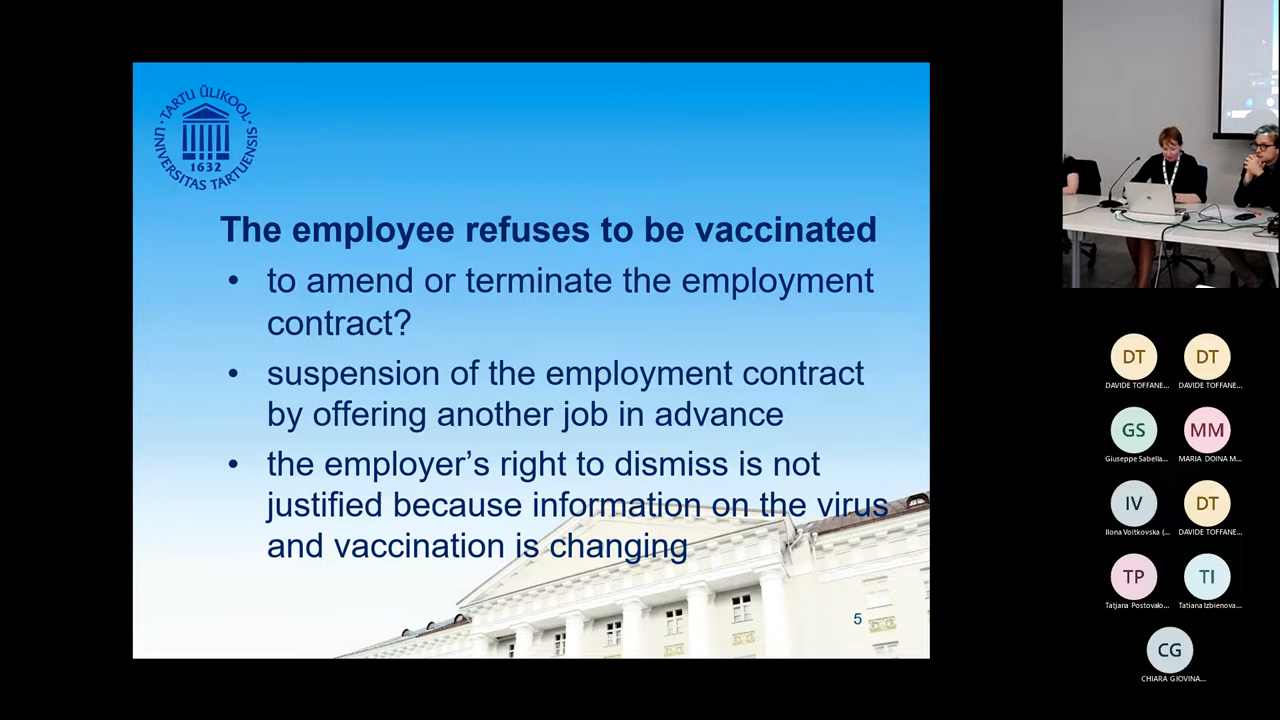 · TARTU ÜLIKOOL ·
UNIVERSITAS TARTUENSIS
1632
The employee refuses to be vaccinated
• to amend or terminate the employment
contract?
• suspension of the employment contract
by offering another job in advance
• the employer’s right to dismiss is not
justified because information on the virus
and vaccination is changing
5
DT
DT
DAVIDE TOFFANE...
DAVIDE TOFFANE...
GS
MM
Giuseppe Sabella...
MARIA DOINA M...
IV
DT
Ilona Voitkovska (...
DAVIDE TOFFANE...
TP
TI
Tatjana Postovalo...
Tatiana Izbienova...
CG
CHIARA GIOVINA...